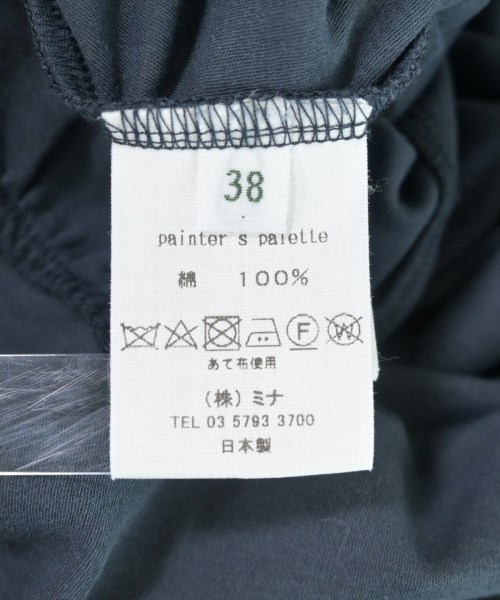 38
painter s palette
綿 100%
F W
あて布使用
(株) ミナ
TEL 03 5793 3700
日本製